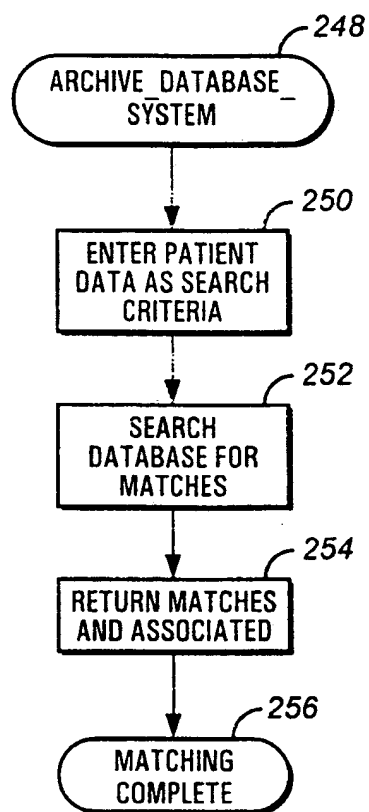 248
ARCHIVE_DATABASE_
SYSTEM
250
ENTER PATIENT
DATA AS SEARCH
CRITERIA
252
SEARCH
DATABASE FOR
MATCHES
254
RETURN MATCHES
AND ASSOCIATED
256
MATCHING
COMPLETE